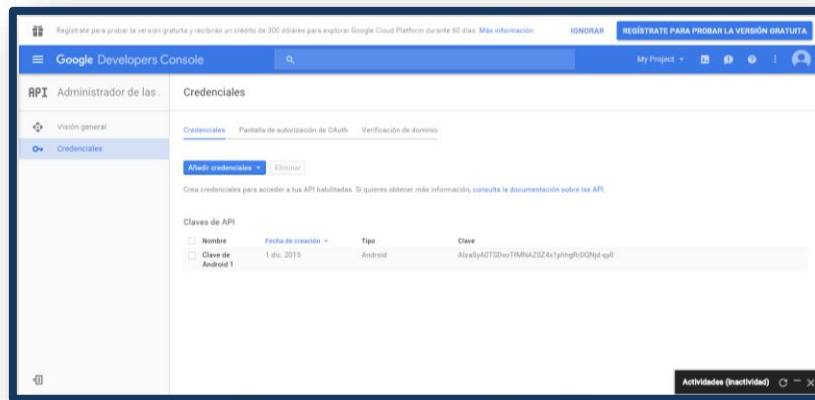 Regístrate para probar la versión gratuita y recibirás un crédito de 300 dólares para explorar Google Cloud Platform durante 60 días. Más información
IGNORAR
REGÍSTRATE PARA PROBAR LA VERSIÓN GRATUITA
Google Developers Console
My Project
API Administrador de las.
Credenciales
Visión general
Credenciales
Credenciales Pantalla de autorización de OAuth Verificación de dominio
Añadir credenciales Eliminar
Crea credenciales para acceder a tus API habilitadas. Si quieres obtener más información, consulta la documentación sobre las API.
Claves de API
Nombre Fecha de creación Tipo Clave
Clave de Android 1 1 dic. 2015 Android
Actividades (Inactividad)